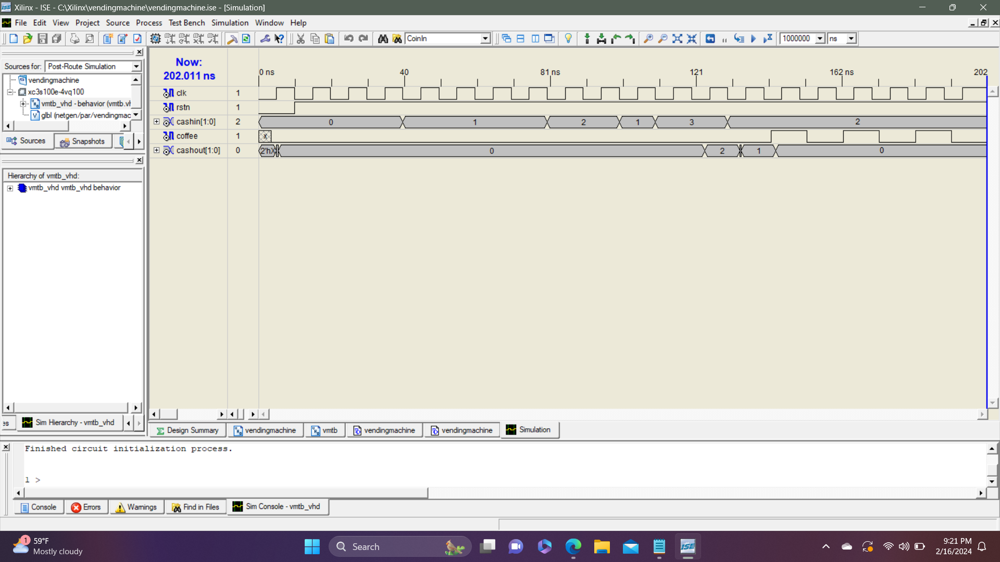 Xilinx - ISE - C:\Xilinx\vendingmachine\vendingmachine.ise - [Simulation]
File Edit View Project Source Process Test Bench Simulation Window Help
CoinIn 1000000 ns
Sources for: Post-Route Simulation
vendingmachine
xc3s100e-4vq100
vmtb_vhd - behavior (vmtb.vh
glbl (netgen/par/vendingmac
Sources Snapshots
Hierarchy of vmtb_vhd:
vmtb_vhd vmtb_vhd behavior
es Sim Hierarchy - vmtb_vhd
Now:
202.011 ns
0 ns 40 81 ns 121 162 ns 202
clk 1
rstn 1
cashin[1:0] 2 0 1 2 1 3 2
coffee 1 X
cashout[1:0] 0 2'hX 0 2 1 0
Design Summary vendingmachine vmtb vendingmachine vendingmachine Simulation
Finished circuit initialization process.
1 >
Console Errors Warnings Find in Files Sim Console - vmtb_vhd
1 59°F
Mostly cloudy
Search
ISE
9:21 PM
2/16/2024